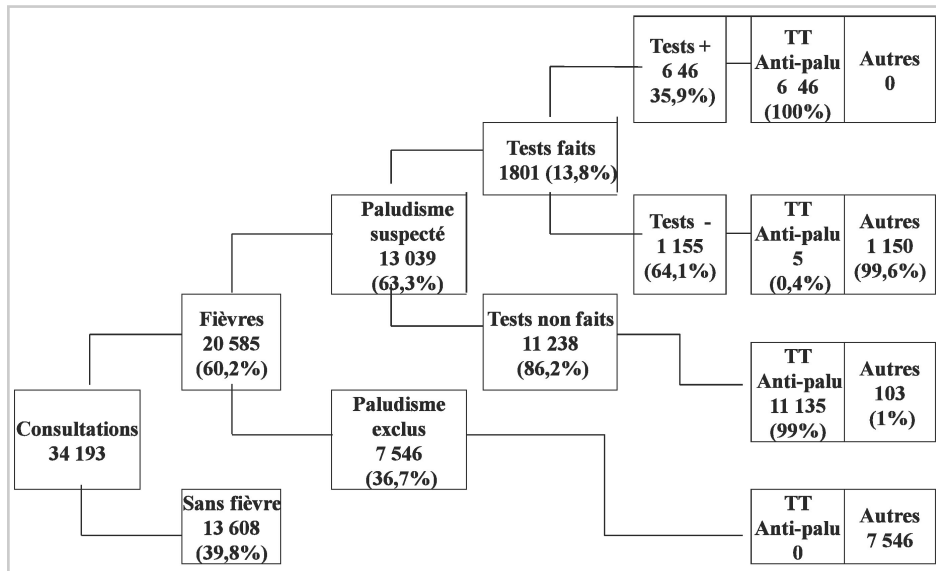 Tests +
6 46
35,9%)
TT
Anti-palu
6 46
(100%)
Autres
0
Tests faits
1801 (13,8%)
Paludisme
suspecté
13 039
(63,3%)
Tests -
1 155
(64,1%)
TT
Anti-palu
5
(0,4%)
Autres
1 150
(99,6%)
Fièvres
20 585
(60,2%)
Tests non faits
11 238
(86,2%)
TT
Anti-palu
11 135
(99%)
Autres
103
(1%)
Consultations
34 193
Paludisme
exclus
7 546
(36,7%)
Sans fièvre
13 608
(39,8%)
TT
Anti-palu
0
Autres
7 546